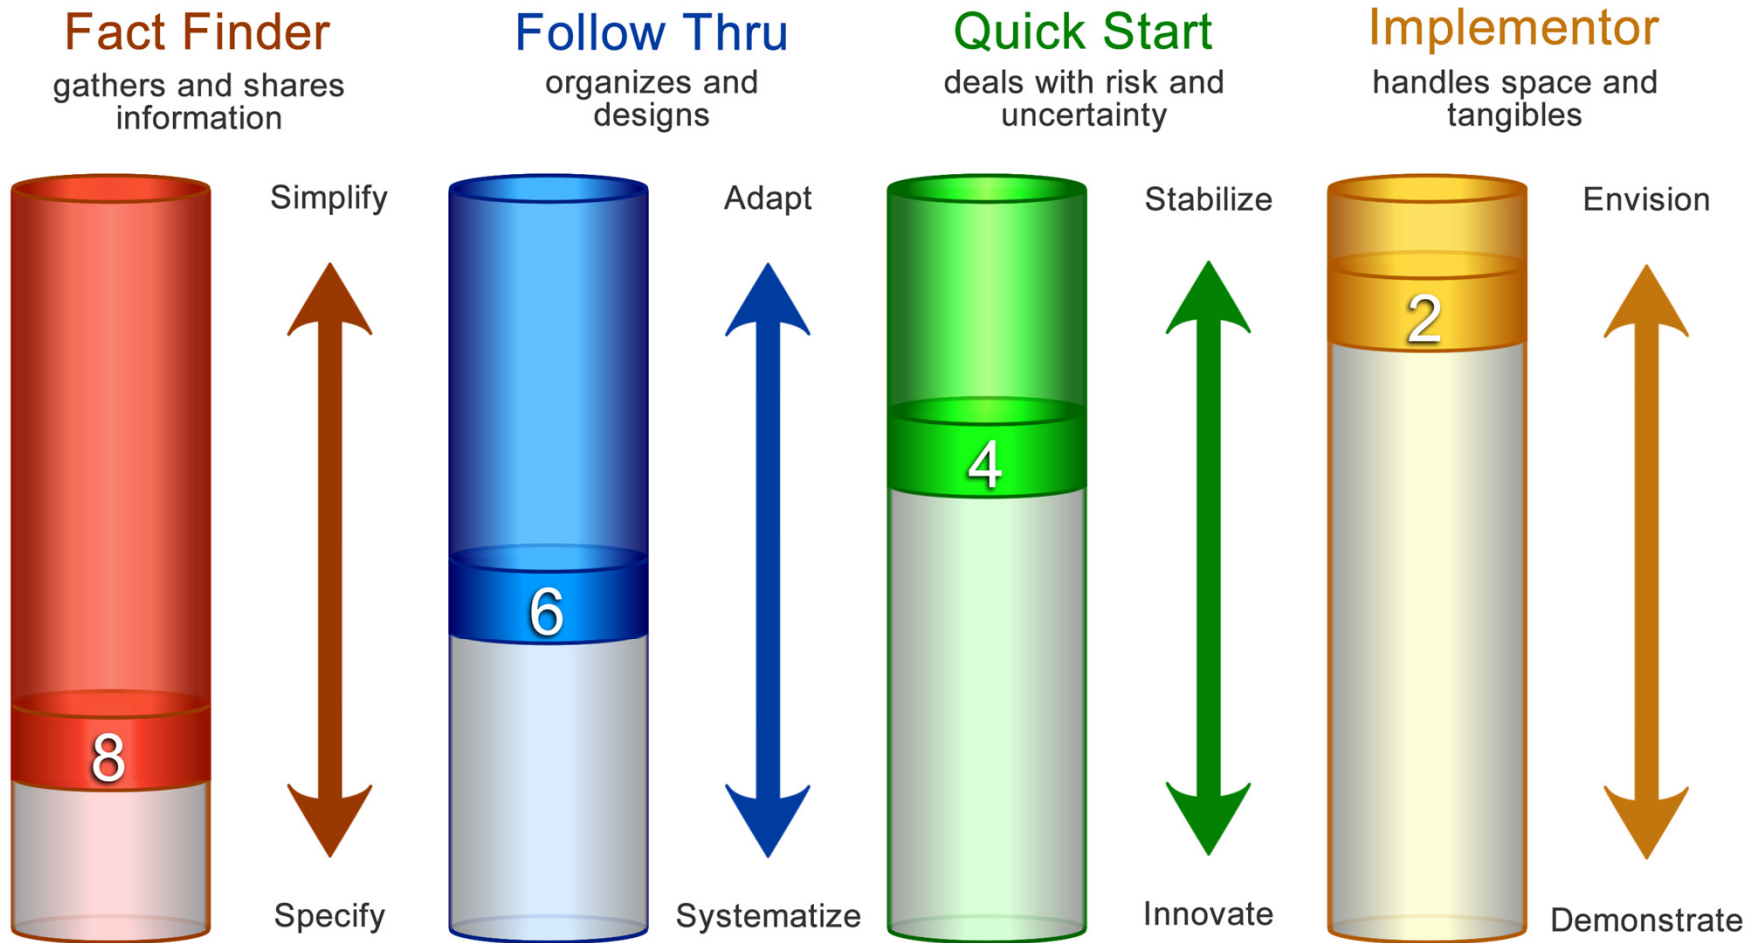 Fact Finder
gathers and shares
information
Simplify
8
Specify
Follow Thru
organizes and
designs
Adapt
6
Systematize
Quick Start
deals with risk and
uncertainty
Stabilize
4
Innovate
Implementor
handles space and
tangibles
Envision
2
Demonstrate